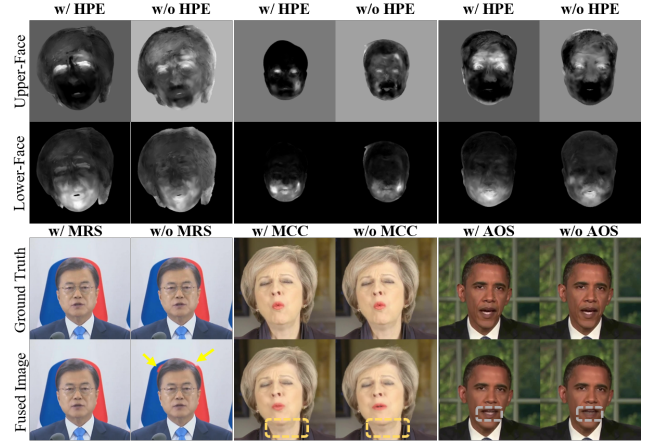 w/ HPE w/o HPE w/ HPE w/o HPE w/ HPE w/o HPE
Upper-Face
Lower-Face
w/ MRS w/o MRS w/ MCC w/o MCC w/ AOS w/o AOS
Ground Truth
Fused Image